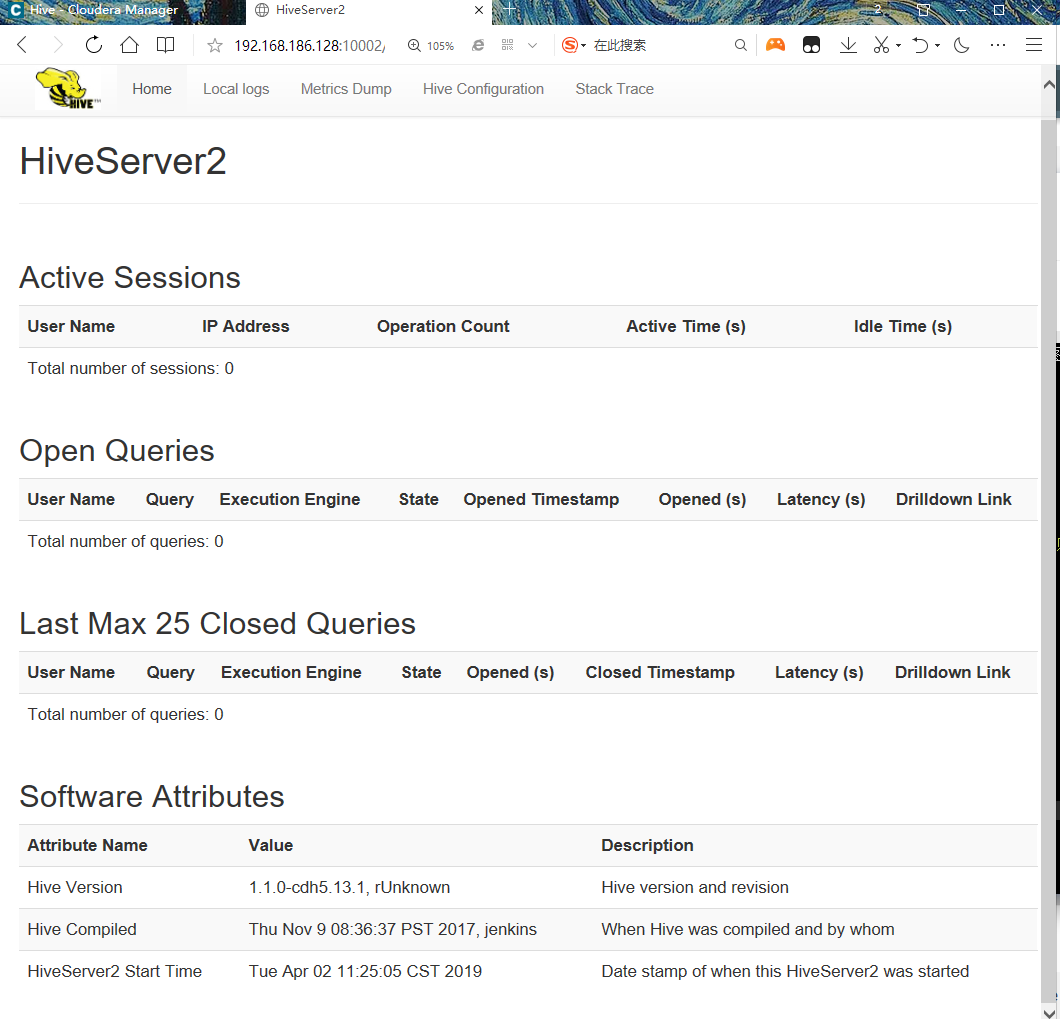 Hive - Cloudera Manager
HiveServer2
2
192.168.186.128:10002/
105%
在此搜索
HIVE
Home
Local logs
Metrics Dump
Hive Configuration
Stack Trace
HiveServer2
Active Sessions
User Name IP Address Operation Count Active Time (s) Idle Time (s)
Total number of sessions: 0
Open Queries
User Name Query Execution Engine State Opened Timestamp Opened (s) Latency (s) Drilldown Link
Total number of queries: 0
Last Max 25 Closed Queries
User Name Query Execution Engine State Opened (s) Closed Timestamp Latency (s) Drilldown Link
Total number of queries: 0
Software Attributes
Attribute Name Value Description
Hive Version 1.1.0-cdh5.13.1, rUnknown Hive version and revision
Hive Compiled Thu Nov 9 08:36:37 PST 2017, jenkins When Hive was compiled and by whom
HiveServer2 Start Time Tue Apr 02 11:25:05 CST 2019 Date stamp of when this HiveServer2 was started